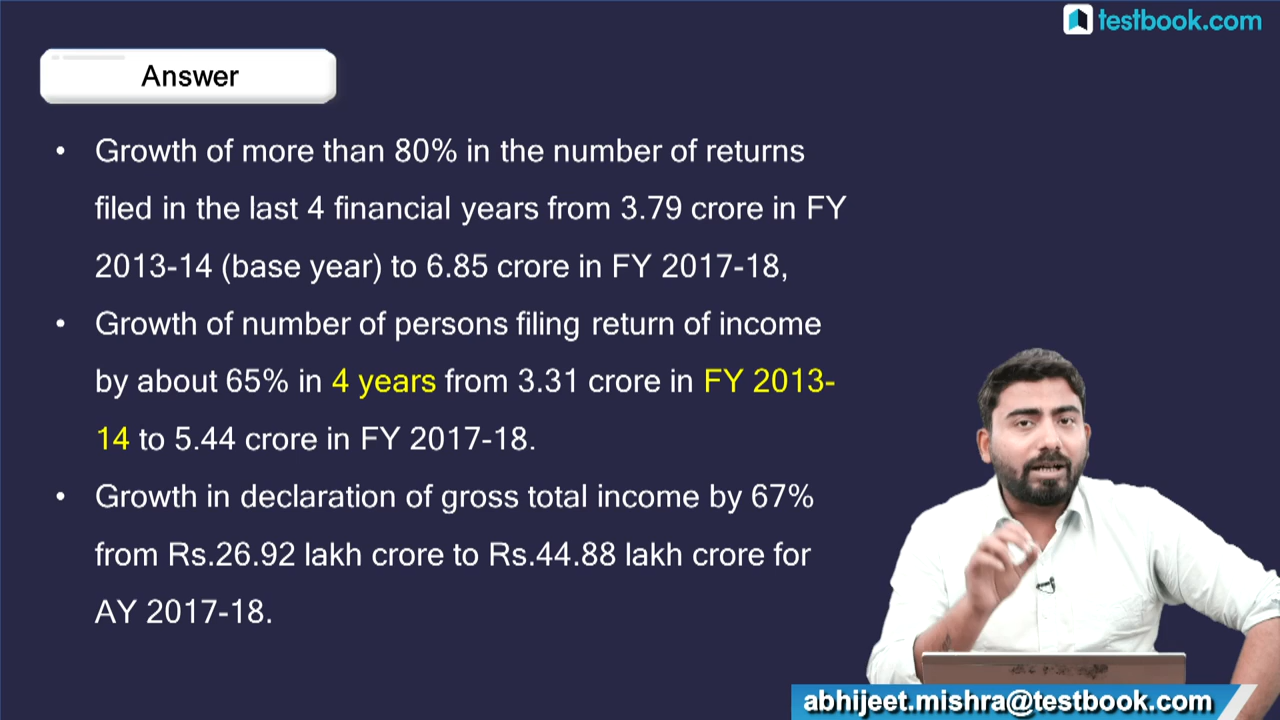 testbook.com
Answer
• Growth of more than 80% in the number of returns
filed in the last 4 financial years from 3.79 crore in FY
2013-14 (base year) to 6.85 crore in FY 2017-18,
• Growth of number of persons filing return of income
by about 65% in 4 years from 3.31 crore in FY 2013-
14 to 5.44 crore in FY 2017-18.
• Growth in declaration of gross total income by 67%
from Rs.26.92 lakh crore to Rs.44.88 lakh crore for
AY 2017-18.
abhijeet.mishra@testbook.com